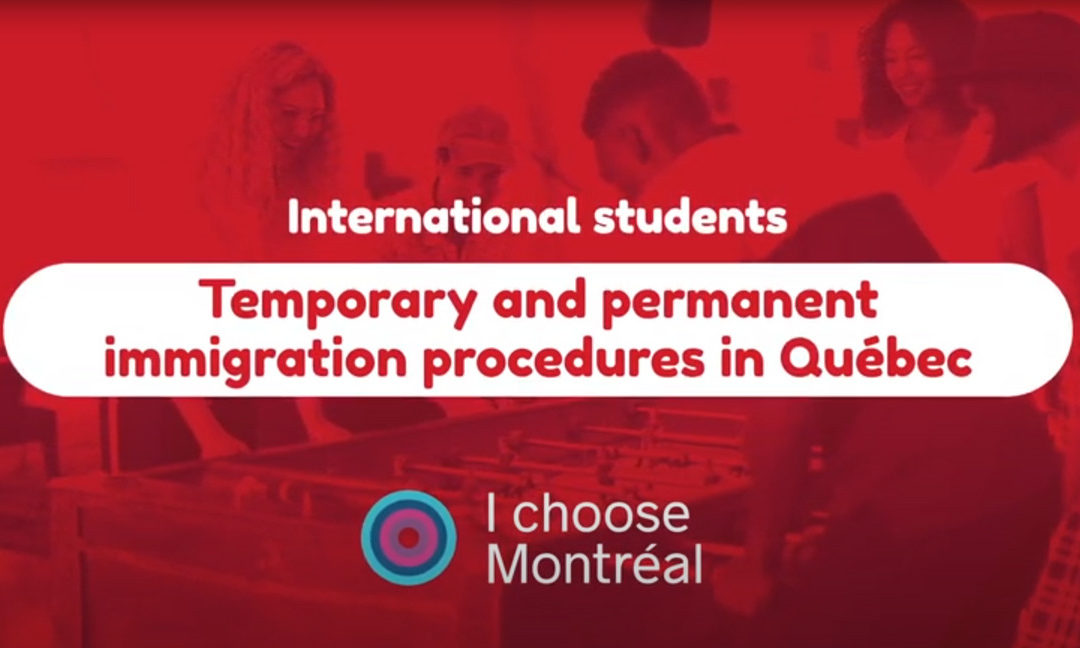 International students
Temporary and permanent
immigration procedures in Québec
I choose
Montréal